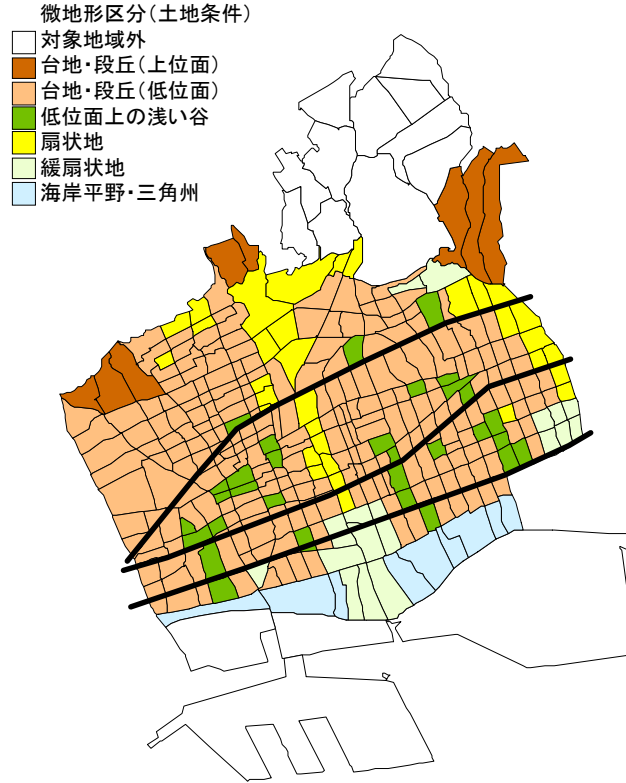 微地形区分(土地条件)
対象地域外
台地・段丘(上位面)
台地・段丘(低位面)
低位面上の浅い谷
扇状地
緩扇状地
海岸平野・三角州